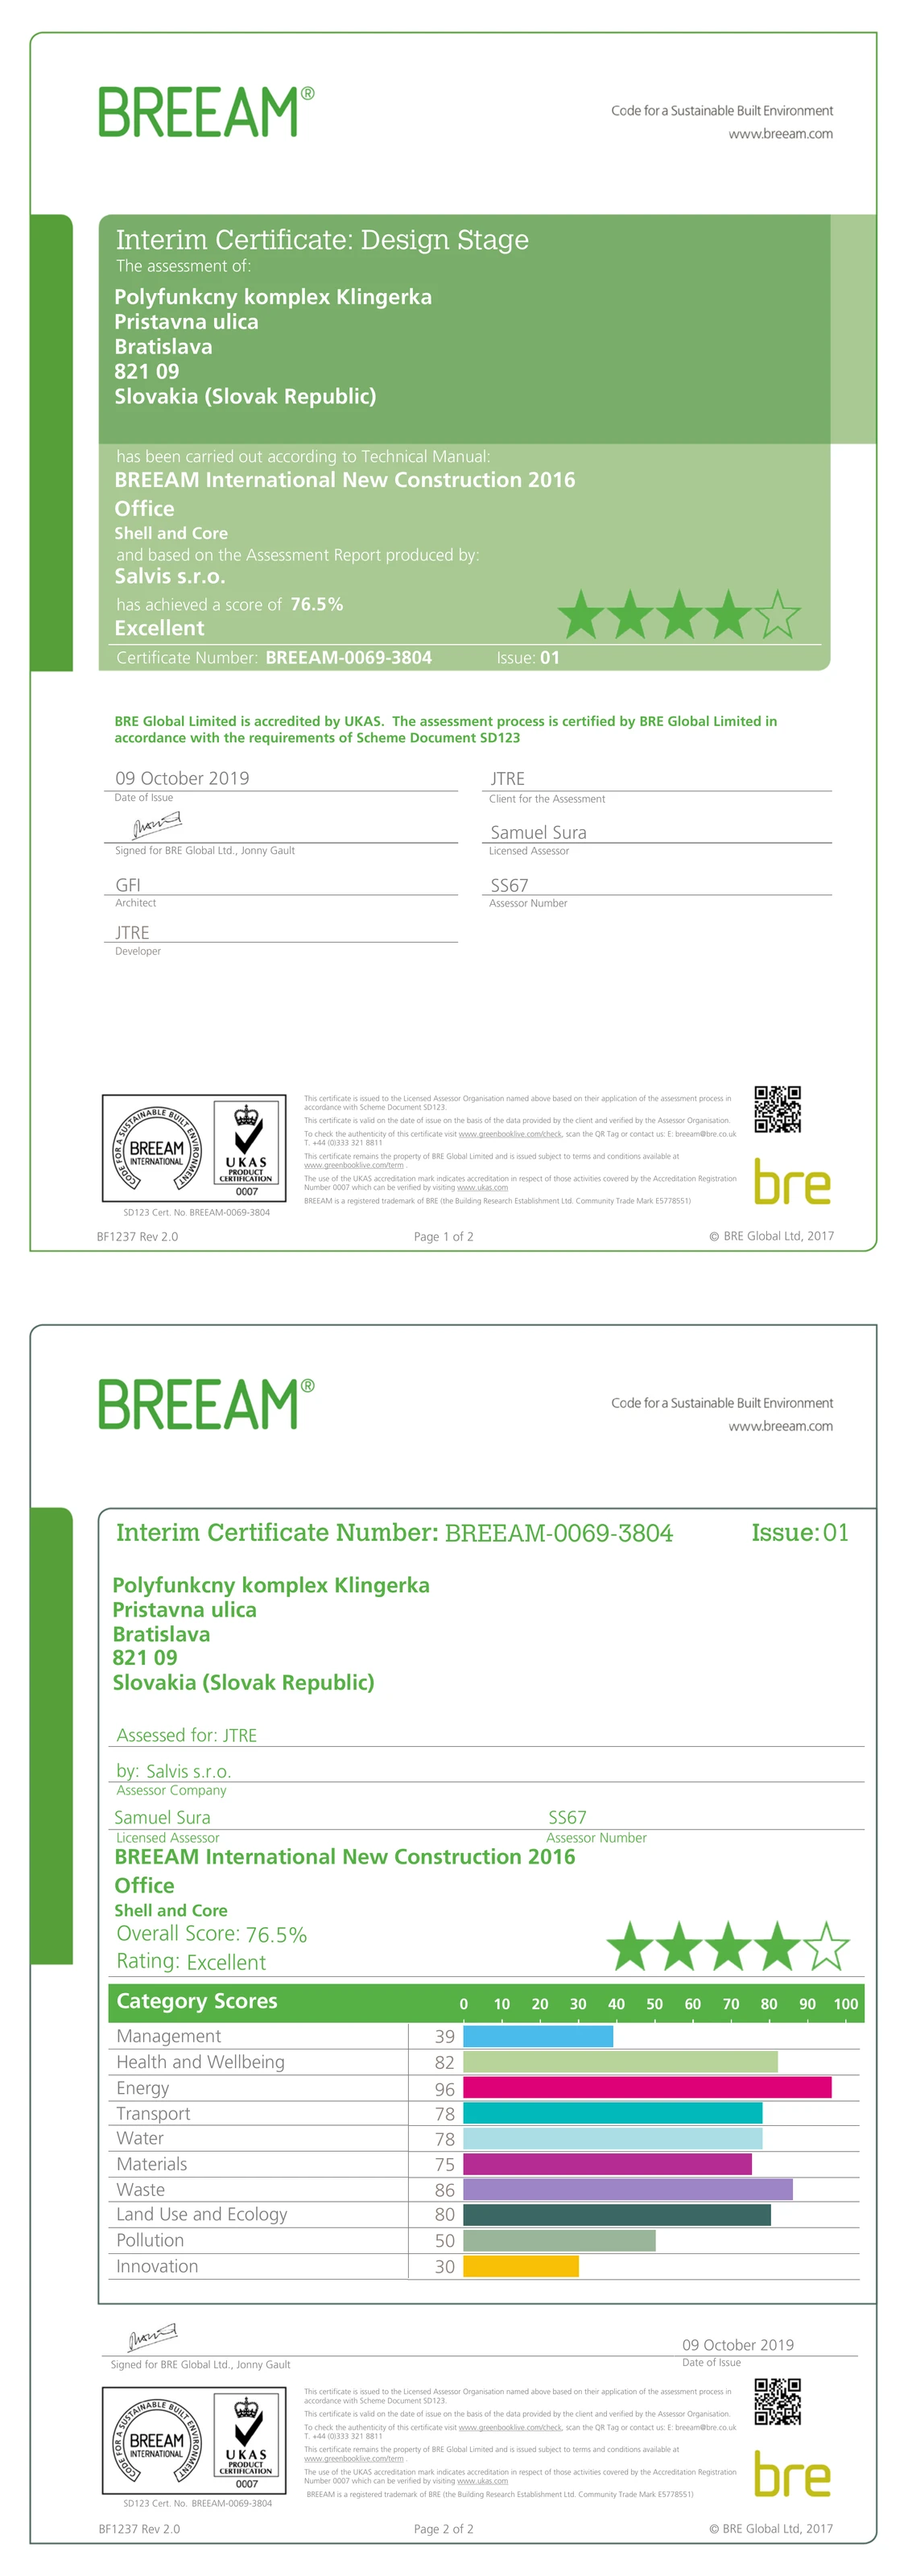 BREEAM®
Code for a Sustainable Built Environment
www.breeam.com
Interim Certificate: Design Stage
The assessment of:
Polyfunkcny komplex Klingerka
Pristavna ulica
Bratislava
821 09
Slovakia (Slovak Republic)
has been carried out according to Technical Manual:
BREEAM International New Construction 2016
Office
Shell and Core
and based on the Assessment Report produced by:
Salvis s.r.o.
has achieved a score of 76.5%
Excellent
Certificate Number: BREEAM-0069-3804 Issue: 01
BRE Global Limited is accredited by UKAS. The assessment process is certified by BRE Global Limited in
accordance with the requirements of Scheme Document SD123
09 October 2019
Date of Issue
JTRE
Client for the Assessment
Signed for BRE Global Ltd., Jonny Gault
Samuel Sura
Licensed Assessor
GFI
Architect
SS67
Assessor Number
JTRE
Developer
CODE FOR A SUSTAINABLE BUILT ENVIRONMENT
BREEAM
INTERNATIONAL
UKAS
PRODUCT
CERTIFICATION
0007
SD123 Cert. No. BREEAM-0069-3804
This certificate is issued to the Licensed Assessor Organisation named above based on their application of the assessment process in
accordance with Scheme Document SD123.
This certificate is valid on the date of issue on the basis of the data provided by the client and verified by the Assessor Organisation.
To check the authenticity of this certificate visit www.greenbooklive.com/check, scan the QR Tag or contact us: E: breeam@bre.co.uk
T. +44 (0)333 321 8811
This certificate remains the property of BRE Global Limited and is issued subject to terms and conditions available at
www.greenbooklive.com/term .
The use of the UKAS accreditation mark indicates accreditation in respect of those activities covered by the Accreditation Registration
Number 0007 which can be verified by visiting www.ukas.com
BREEAM is a registered trademark of BRE (the Building Research Establishment Ltd. Community Trade Mark E5778551)
bre
BF1237 Rev 2.0
Page 1 of 2
© BRE Global Ltd, 2017
BREEAM®
Code for a Sustainable Built Environment
www.breeam.com
Interim Certificate Number: BREEAM-0069-3804 Issue: 01
Polyfunkcny komplex Klingerka
Pristavna ulica
Bratislava
821 09
Slovakia (Slovak Republic)
Assessed for: JTRE
by: Salvis s.r.o.
Assessor Company
Samuel Sura SS67
Licensed Assessor Assessor Number
BREEAM International New Construction 2016
Office
Shell and Core
Overall Score: 76.5%
Rating: Excellent
Category Scores 0 10 20 30 40 50 60 70 80 90 100
Management 39
Health and Wellbeing 82
Energy 96
Transport 78
Water 78
Materials 75
Waste 86
Land Use and Ecology 80
Pollution 50
Innovation 30
09 October 2019
Signed for BRE Global Ltd., Jonny Gault
Date of Issue
CODE FOR A SUSTAINABLE BUILT ENVIRONMENT
BREEAM
INTERNATIONAL
UKAS
PRODUCT
CERTIFICATION
0007
SD123 Cert. No. BREEAM-0069-3804
This certificate is issued to the Licensed Assessor Organisation named above based on their application of the assessment process in
accordance with Scheme Document SD123.
This certificate is valid on the date of issue on the basis of the data provided by the client and verified by the Assessor Organisation.
To check the authenticity of this certificate visit www.greenbooklive.com/check, scan the QR Tag or contact us: E: breeam@bre.co.uk
T. +44 (0)333 321 8811
This certificate remains the property of BRE Global Limited and is issued subject to terms and conditions available at
www.greenbooklive.com/term .
The use of the UKAS accreditation mark indicates accreditation in respect of those activities covered by the Accreditation Registration
Number 0007 which can be verified by visiting www.ukas.com
BREEAM is a registered trademark of BRE (the Building Research Establishment Ltd. Community Trade Mark E5778551)
bre
BF1237 Rev 2.0
Page 2 of 2
© BRE Global Ltd, 2017